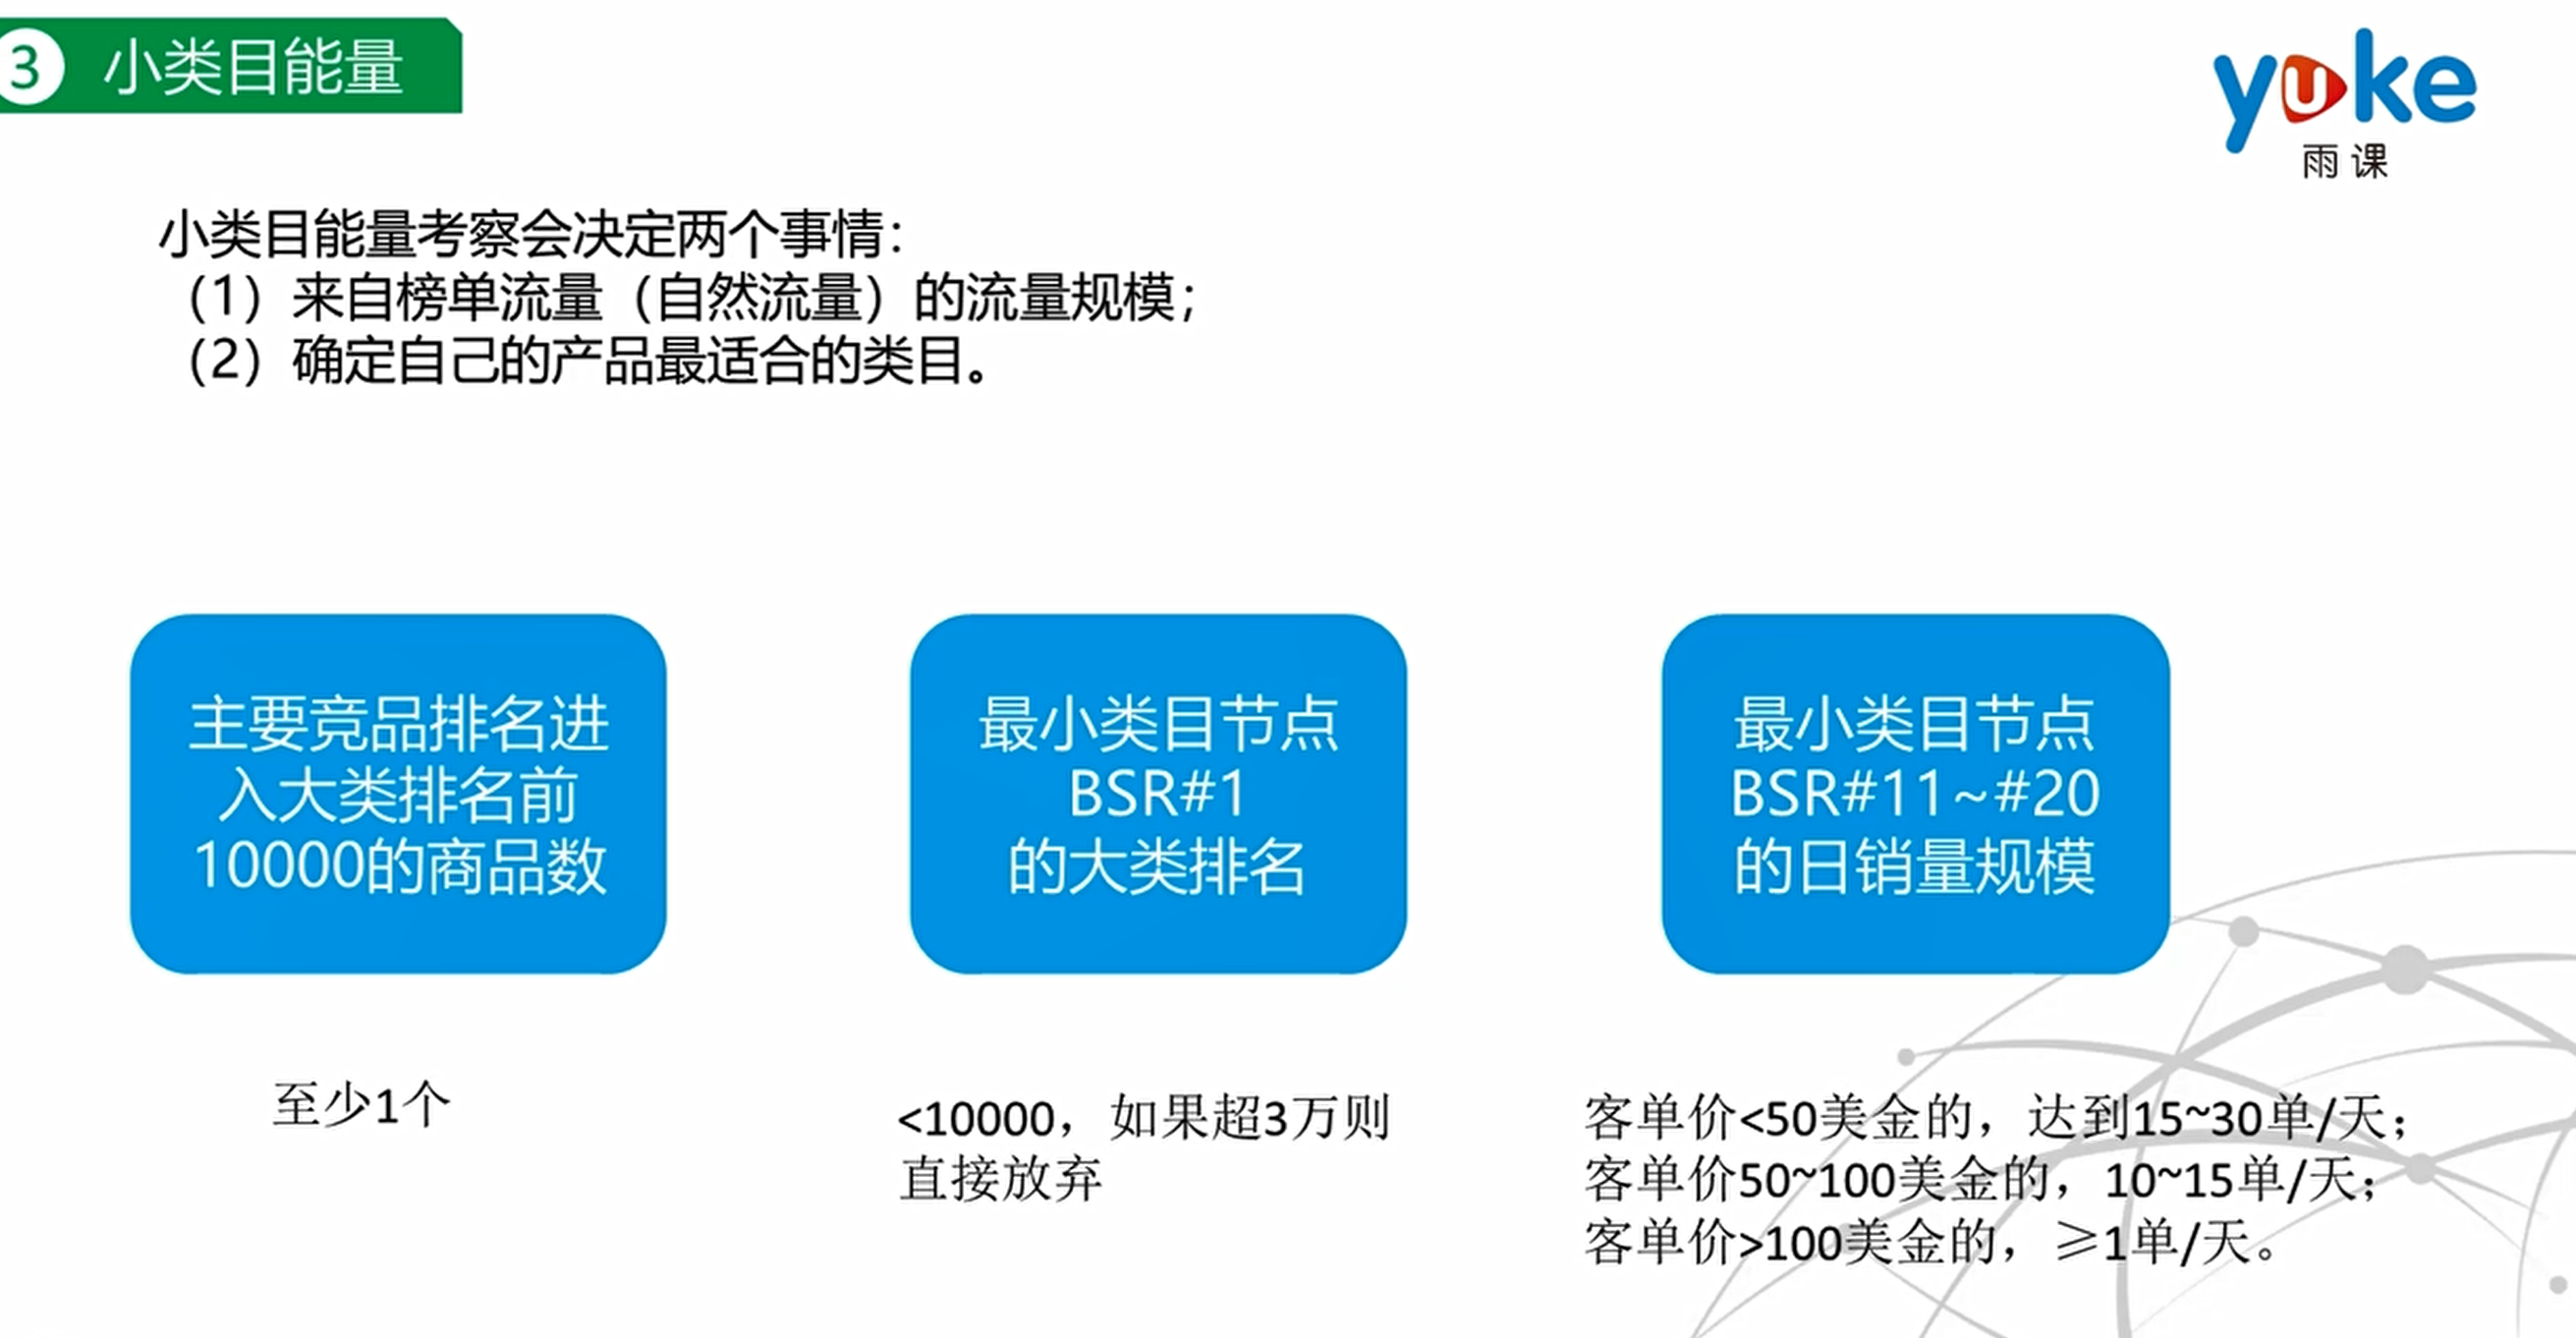 3 小类目能量
yuke
雨课
小类目能量考察会决定两个事情：
（1）来自榜单流量（自然流量）的流量规模；
（2）确定自己的产品最适合的类目。
主要竞品排名进
入大类排名前
10000的商品数
最小类目节点
BSR#1
的大类排名
最小类目节点
BSR#11~#20
的日销量规模
至少1个
<10000，如果超3万则
直接放弃
客单价<50美金的，达到15~30单/天；
客单价50~100美金的，10~15单/天；
客单价>100美金的，≥1单/天。